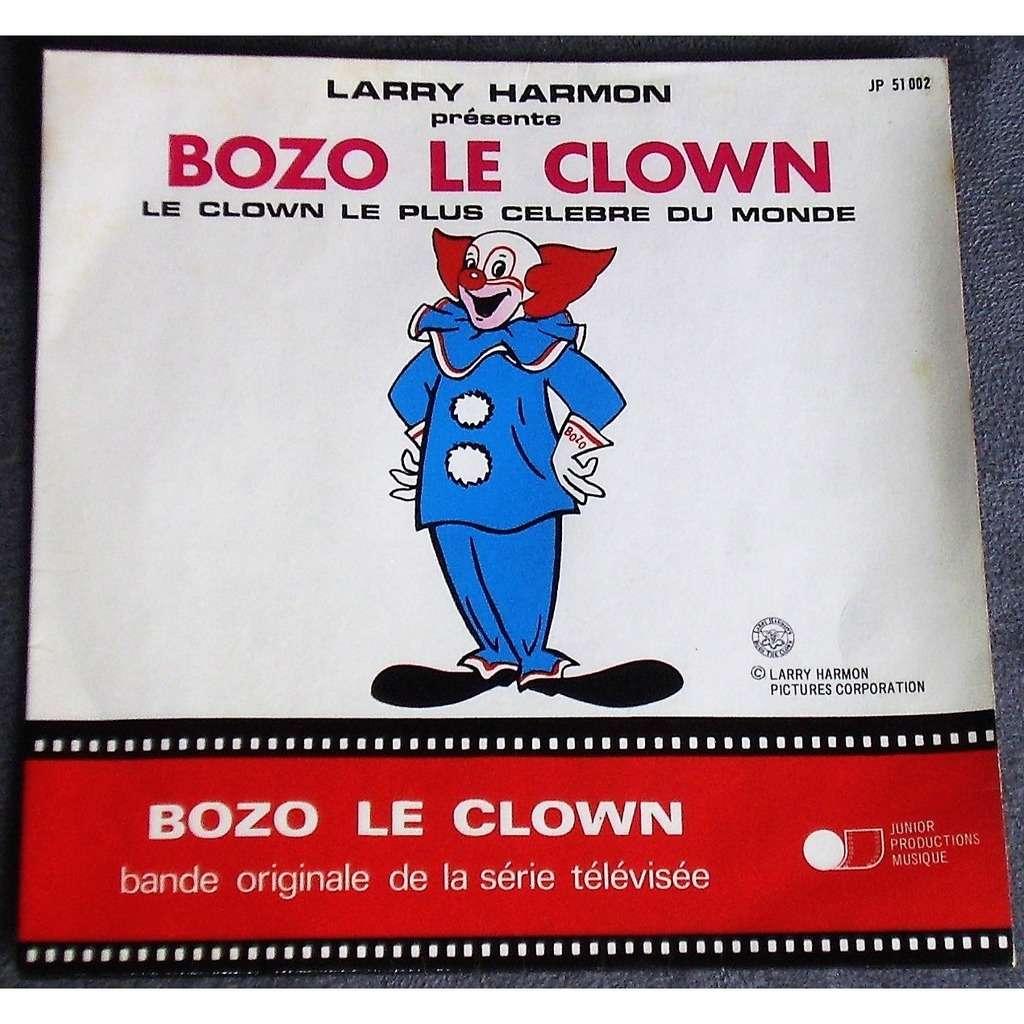 LARRY HARMON
JP 51 002
présente
BOZO LE CLOWN
LE CLOWN LE PLUS CELEBRE DU MONDE
BOZO
© LARRY HARMON
PICTURES CORPORATION
BOZO LE CLOWN
bande originale de la série télévisée
JUNIOR
PRODUCTIONS
MUSIQUE